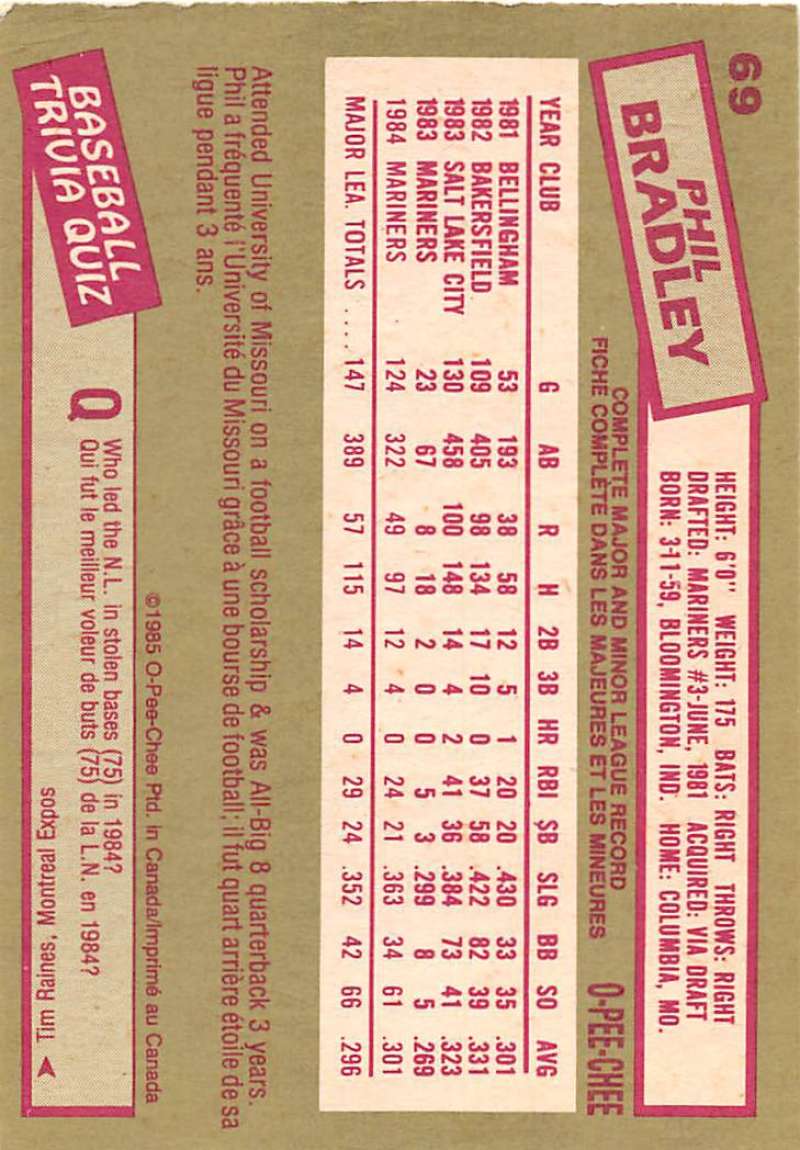 69
PHIL
BRADLEY
HEIGHT: 6'0" WEIGHT: 175 BATS: RIGHT THROWS: RIGHT
DRAFTED: MARINERS #3-JUNE, 1981 ACQUIRED: VIA DRAFT
BORN: 3-11-59, BLOOMINGTON, IND. HOME: COLUMBIA, MO.
COMPLETE MAJOR AND MINOR LEAGUE RECORD
FICHE COMPLÈTE DANS LES MAJEURES ET LES MINEURES
O-PEE-CHEE
YEAR CLUB G AB R H 2B 3B HR RBI SB SLG BB SO AVG
1981 BELLINGHAM 53 193 38 58 12 5 1 20 20 .430 33 35 .301
1982 BAKERSFIELD 109 405 98 134 17 10 0 37 58 .422 82 39 .331
1983 SALT LAKE CITY 130 458 100 148 14 4 2 41 36 .384 73 41 .323
1983 MARINERS 23 67 8 18 2 0 0 5 3 .299 8 5 .269
1984 MARINERS 124 322 49 97 12 4 0 24 21 .363 34 61 .301
MAJOR LEA. TOTALS .... 147 389 57 115 14 4 0 29 24 .352 42 66 .296
Attended University of Missouri on a football scholarship & was All-Big 8 quarterback 3 years.
Phil a fréquenté l'Université du Missouri grâce à une bourse de football; il fut quart arrière étoile de sa
ligue pendant 3 ans.
©1985 O-Pee-Chee Ptd. in Canada/Imprimé au Canada
BASEBALL
TRIVIA QUIZ
Q Who led the N.L. in stolen bases (75) in 1984?
Qui fut le meilleur voleur de buts (75) de la L.N. en 1984?
Tim Raines, Montreal Expos